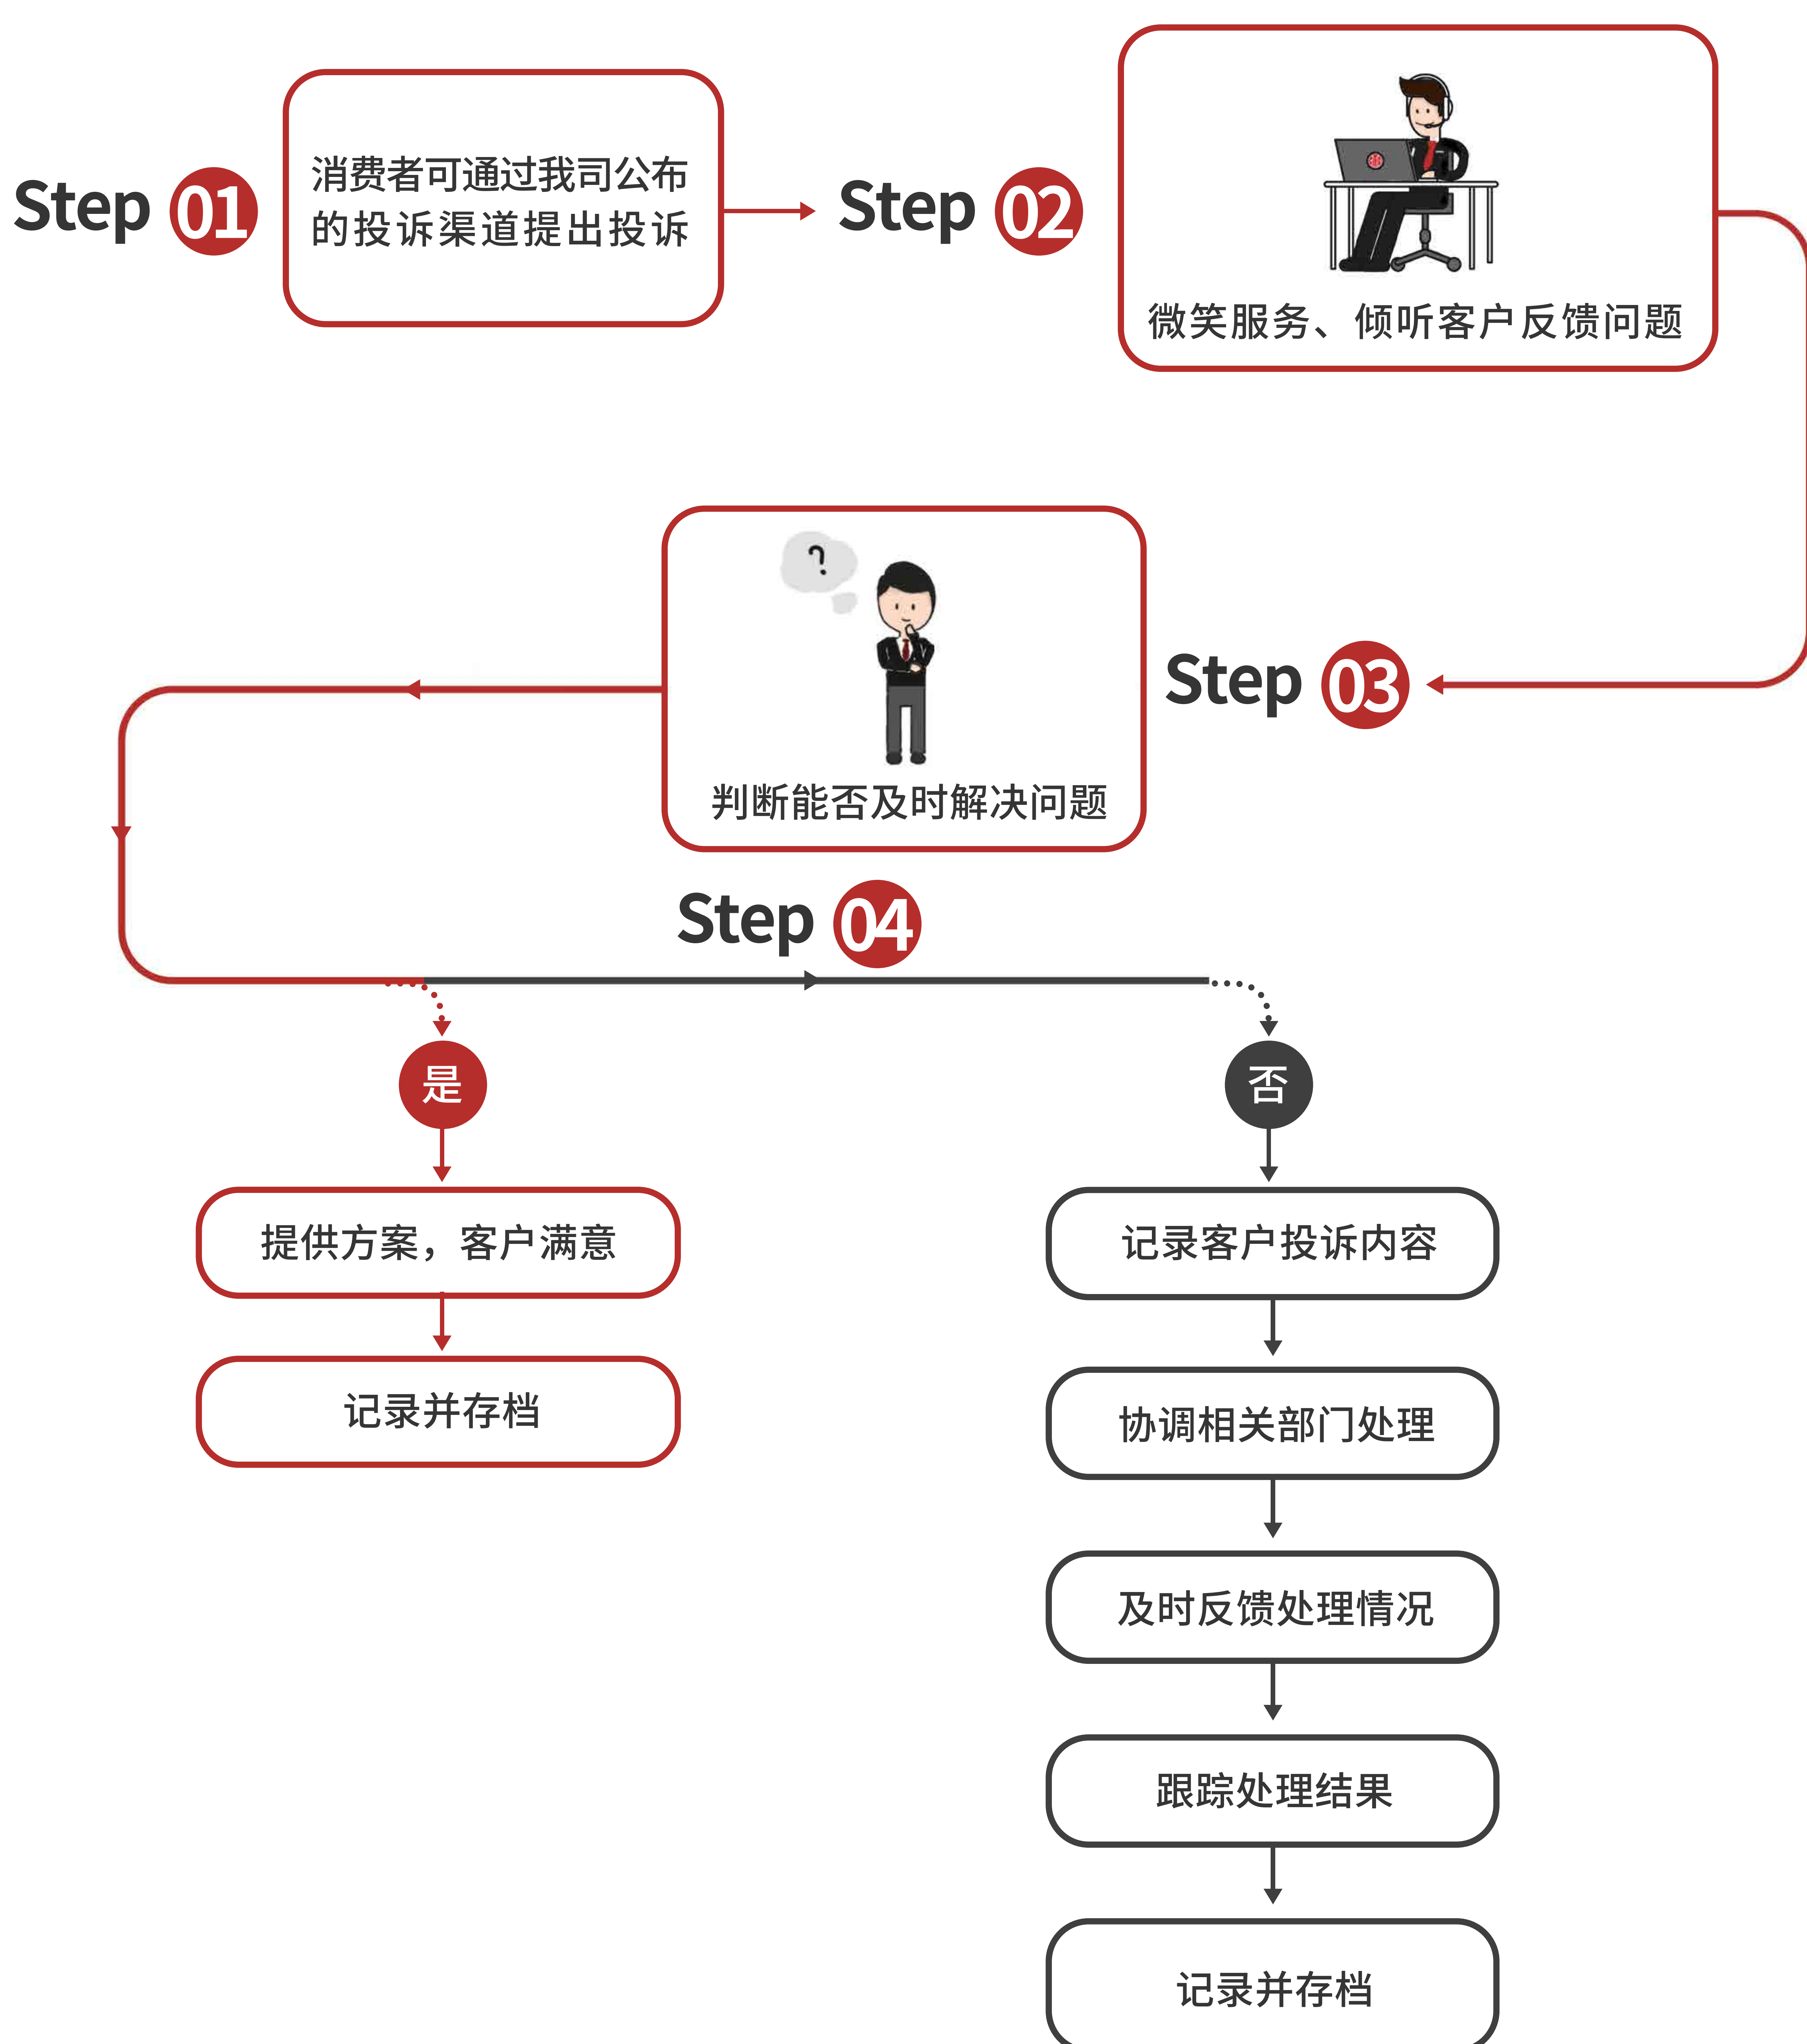 Step 01
消费者可通过我司公布
的投诉渠道提出投诉
Step 02
微笑服务、倾听客户反馈问题
Step 03
?
判断能否及时解决问题
Step 04
是
提供方案，客户满意
记录并存档
否
记录客户投诉内容
协调相关部门处理
及时反馈处理情况
跟踪处理结果
记录并存档